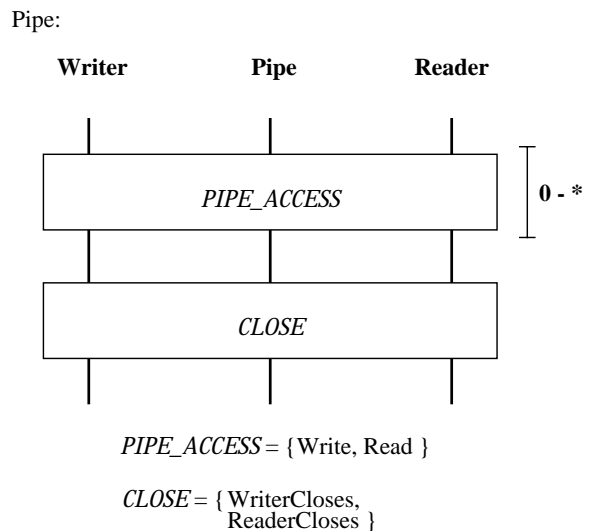 Pipe:
Writer Pipe Reader
PIPE_ACCESS
0 - *
CLOSE
PIPE_ACCESS = {Write, Read }
CLOSE = { WriterCloses,
ReaderCloses }